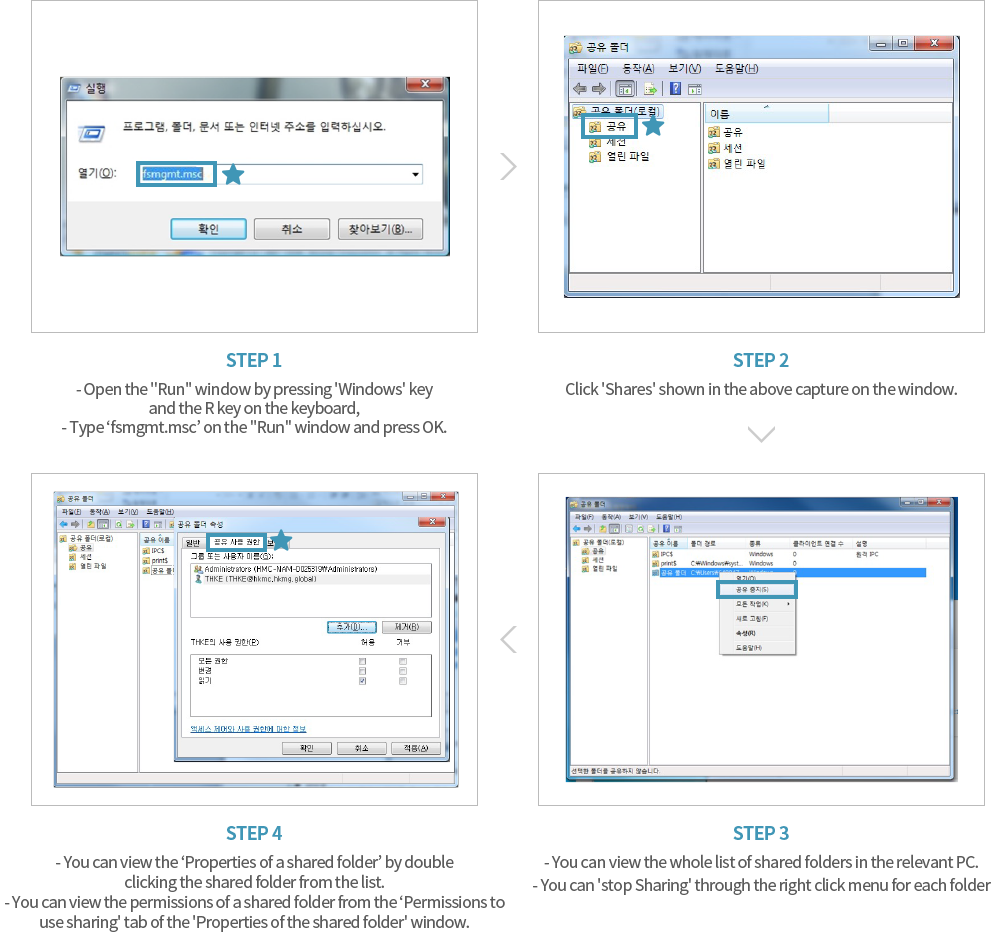 실행
프로그램, 폴더, 문서 또는 인터넷 주소를 입력하십시오.
열기(O):
fsmgmt.msc
확인
취소
찾아보기(B)...
STEP 1
- Open the "Run" window by pressing 'Windows' key
and the R key on the keyboard,
- Type ‘fsmgmt.msc’ on the "Run" window and press OK.
공유 폴더
파일(F) 동작(A) 보기(V) 도움말(H)
공유 폴더(로컬)
공유
세션
열린 파일
이름
공유
세션
열린 파일
STEP 2
Click 'Shares' shown in the above capture on the window.
공유 폴더
파일(F) 동작(A) 보기(V) 도움말(H)
공유 폴더(로컬)
공유
세션
열린 파일
공유 이름 폴더 경로 종류 클라이언트 연결 수 설명
IPC$ Windows 0 원격 IPC
print$ C:₩Windows₩syst... Windows 0
공유 폴더
열기(O)
공유 중지(S)
모든 작업(K)
새로 고침(F)
속성(R)
도움말(H)
선택한 폴더를 공유하지 않습니다.
STEP 3
- You can view the whole list of shared folders in the relevant PC.
- You can 'stop Sharing' through the right click menu for each folder
공유 폴더
파일(F) 동작(A) 보기(V) 도움말(H)
공유 폴더(로컬)
공유
세션
열린 파일
공유 이름
IPC$
print$
공유 폴더 속성
일반
공유 사용 권한
그룹 또는 사용자 이름(G):
Administrators (HMC-NAM-D025319₩Administrators)
THKE (THKE@hkmc.hkmg.global)
추가(D)...
제거(R)
THKE의 사용 권한(P)
허용
거부
모든 권한
변경
읽기
액세스 제어와 사용 권한에 대한 정보
확인
취소
적용(A)
STEP 4
- You can view the ‘Properties of a shared folder’ by double
clicking the shared folder from the list.
- You can view the permissions of a shared folder from the ‘Permissions to
use sharing’ tab of the 'Properties of the shared folder' window.